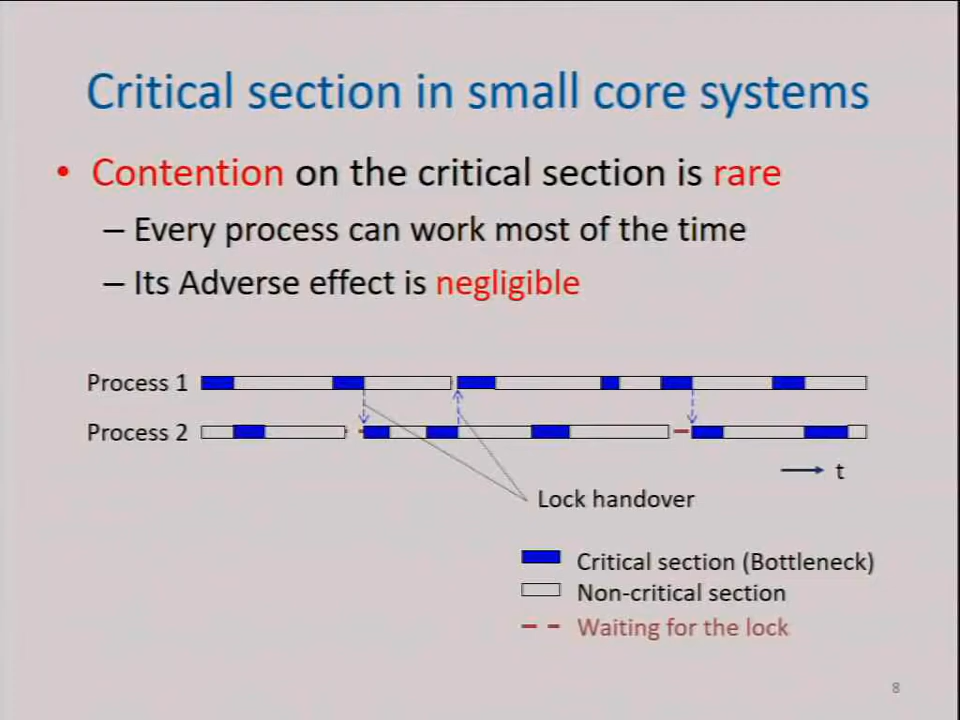 Critical section in small core systems
• Contention on the critical section is rare
– Every process can work most of the time
– Its Adverse effect is negligible
Process 1
Process 2
t
Lock handover
Critical section (Bottleneck)
Non-critical section
Waiting for the lock
8